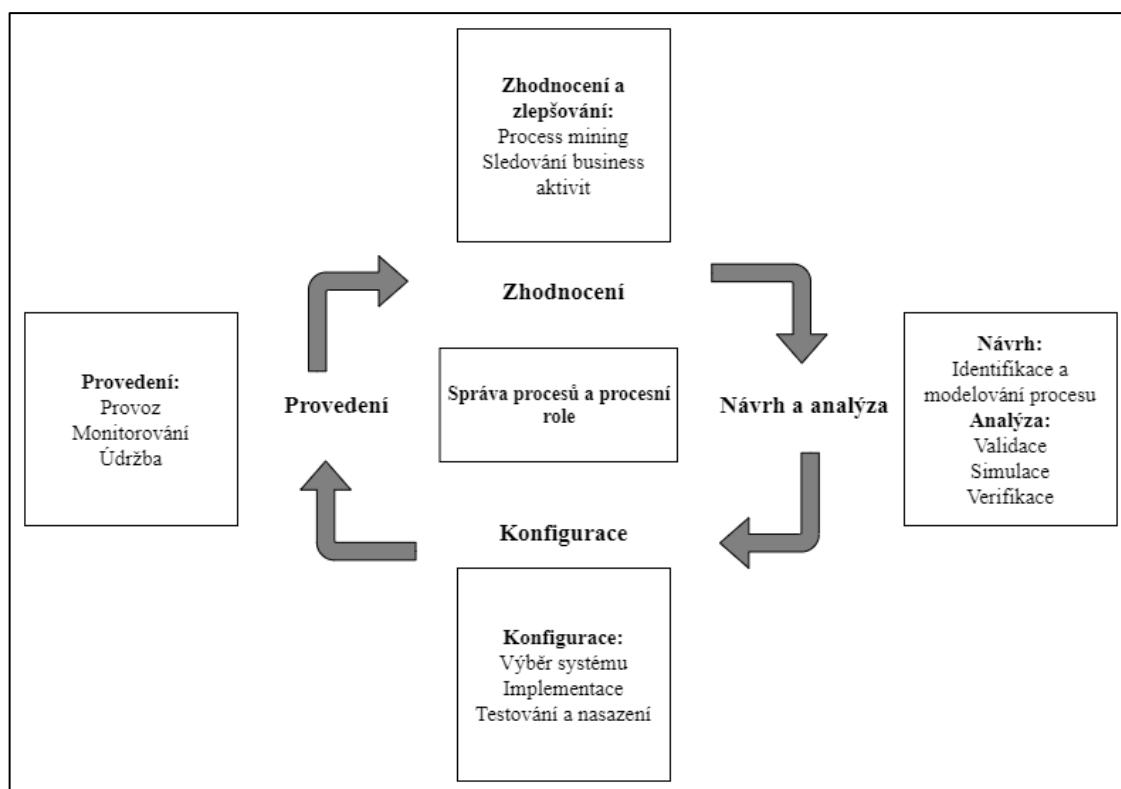 Zhodnocení a
zlepšování:
Process mining
Sledování business
aktivit
Zhodnocení
Provedení:
Provoz
Monitorování
Údržba
Provedení
Správa procesů a procesní
role
Návrh a analýza
Návrh:
Identifikace a
modelování procesu
Analýza:
Validace
Simulace
Verifikace
Konfigurace
Konfigurace:
Výběr systému
Implementace
Testování a nasazení